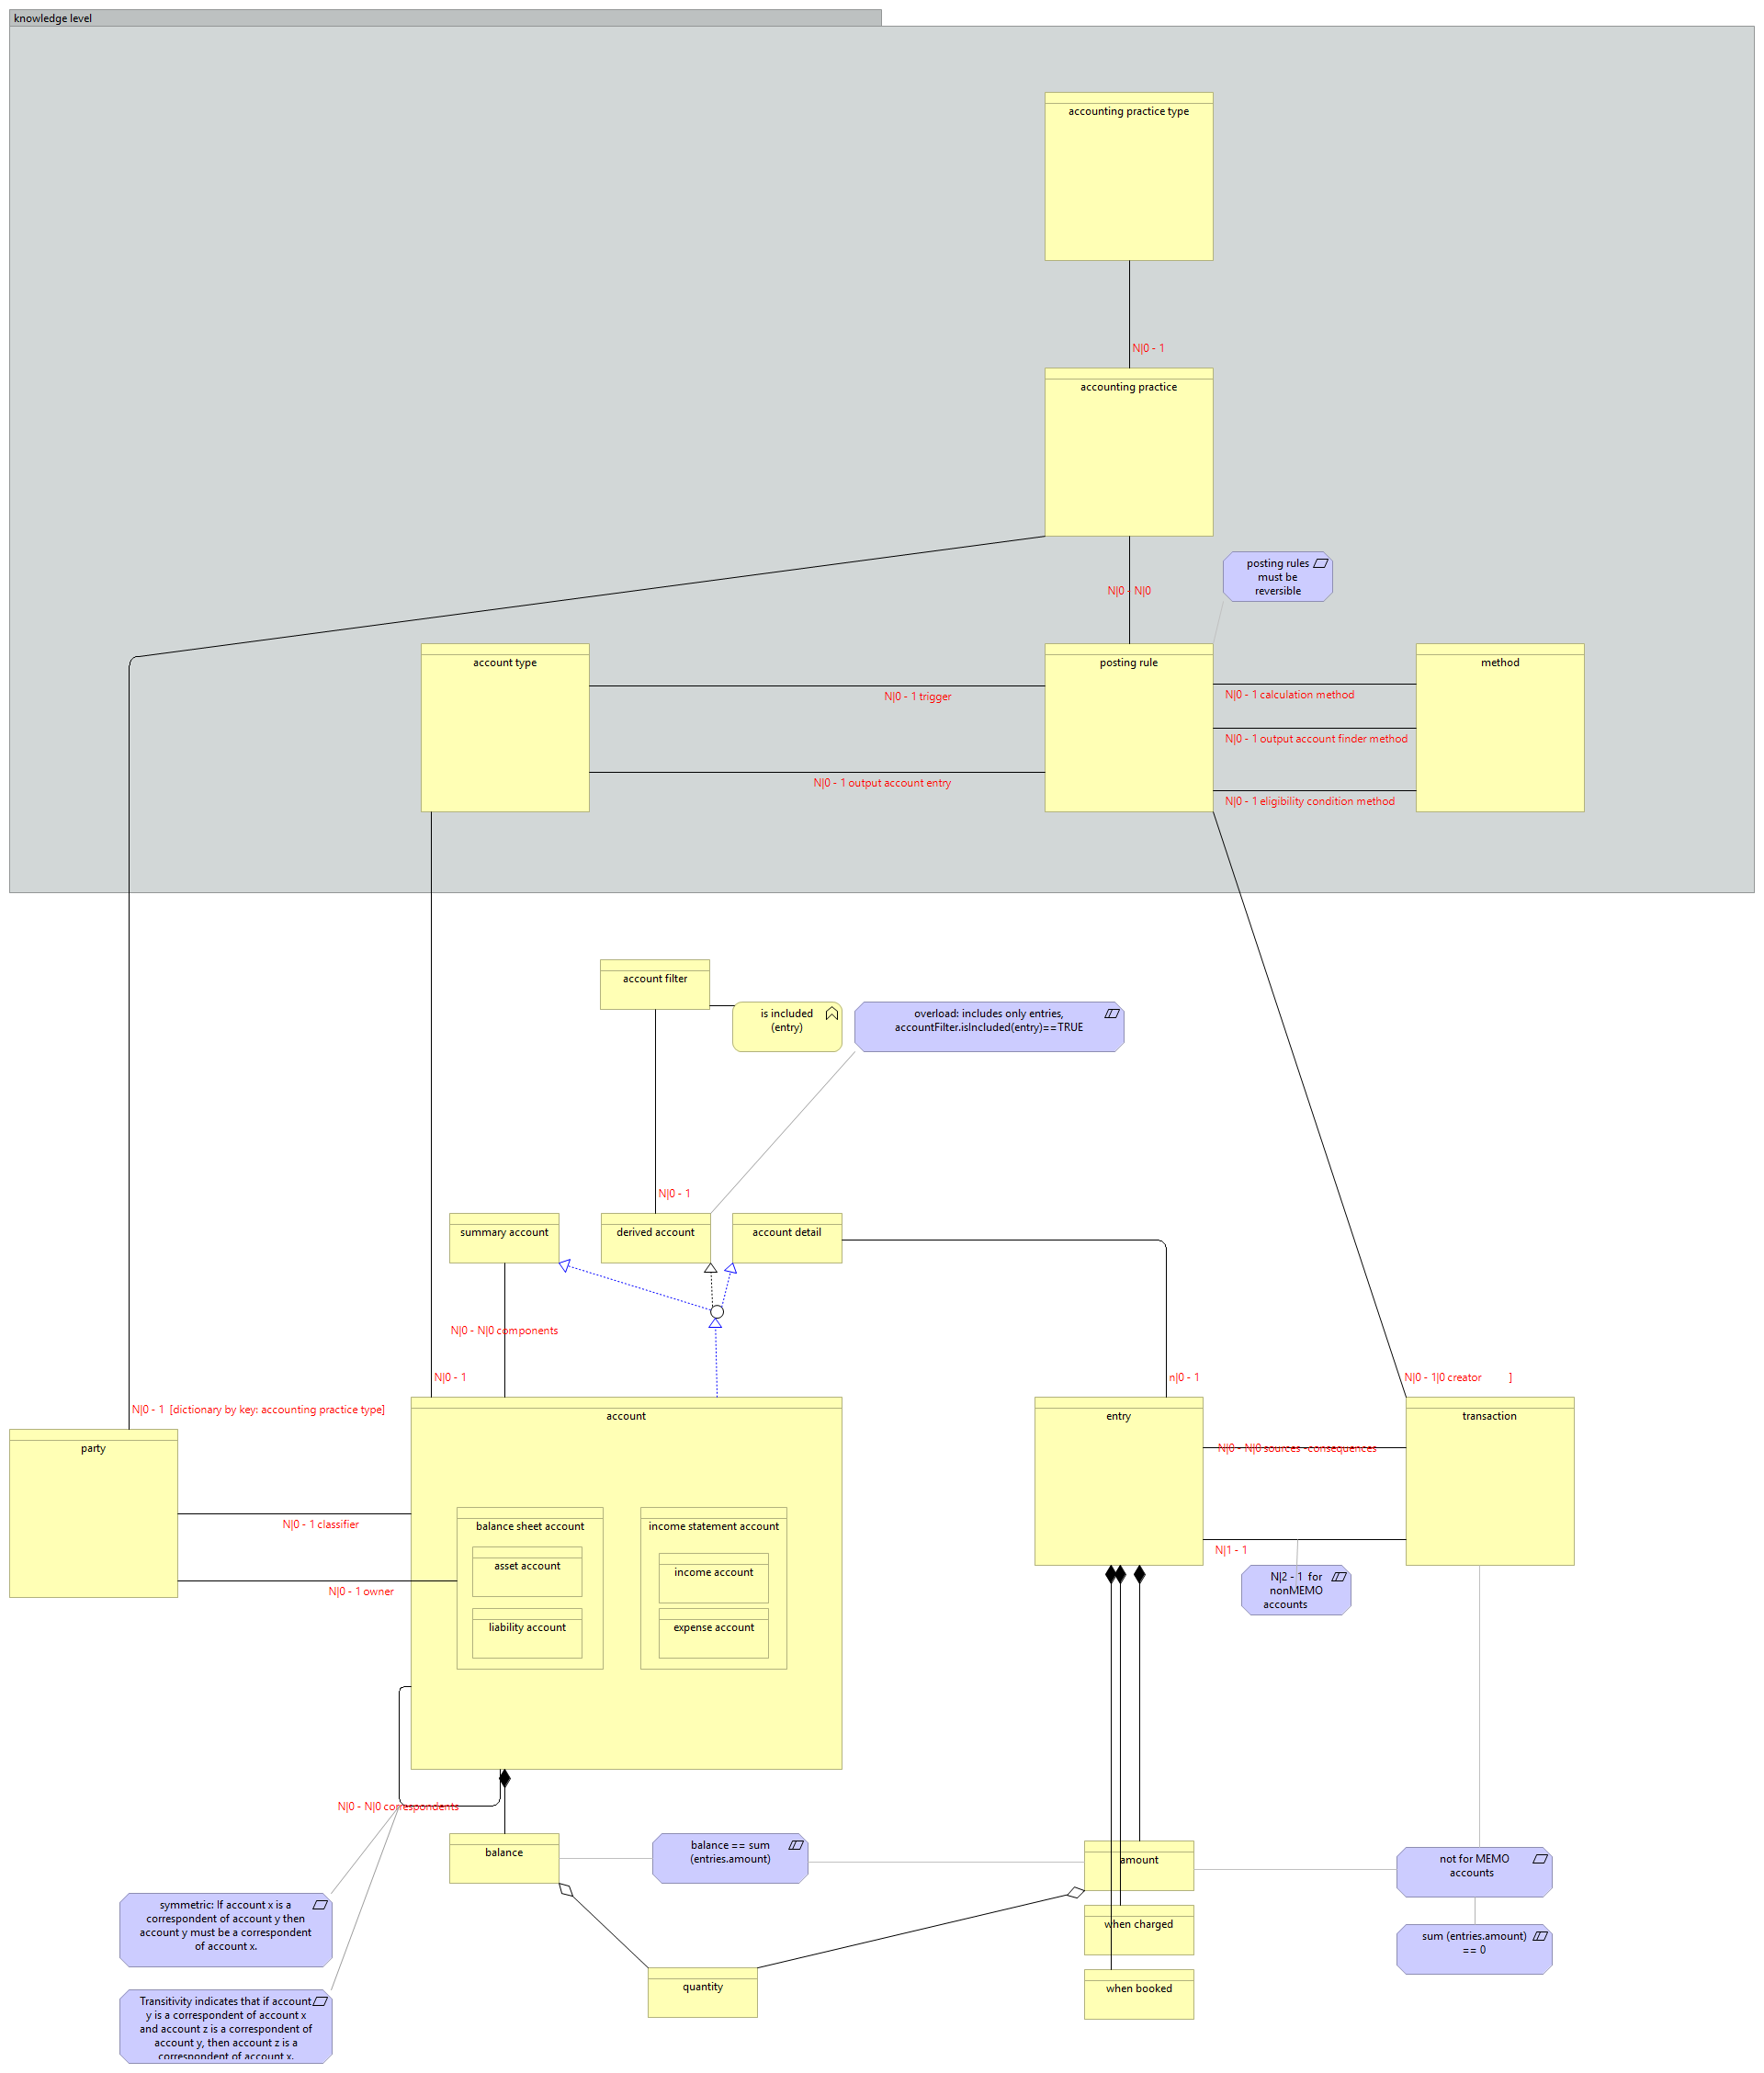 knowledge level
accounting practice type
N|0 - 1
accounting practice
posting rules
must be
reversible
N|0 - N|0
account type
posting rule
method
N|0 - 1 trigger
N|0 - 1 calculation method
N|0 - 1 output account finder method
N|0 - 1 output account entry
N|0 - 1 eligibility condition method
account filter
is included
(entry)
overload: includes only entries,
accountFilter.isIncluded(entry)==TRUE
N|0 - 1
summary account
derived account
account detail
N|0 - N|0 components
N|0 - 1
n|0 - 1
N|0 - 1|0 creator ]
N|0 - 1 [dictionary by key: accounting practice type]
account
entry
transaction
party
N|0 - N|0 sources -consequences
N|0 - 1 classifier
balance sheet account
income statement account
N|1 - 1
asset account
income account
N|2 - 1 for
nonMEMO
accounts
N|0 - 1 owner
liability account
expense account
N|0 - N|0 correspondents
balance
balance == sum
(entries.amount)
amount
not for MEMO
accounts
symmetric: If account x is a
correspondent of account y then
account y must be a correspondent
of account x.
when charged
sum (entries.amount)
== 0
quantity
when booked
Transitivity indicates that if account
y is a correspondent of account x
and account z is a correspondent of
account y, then account z is a
correspondent of account x.